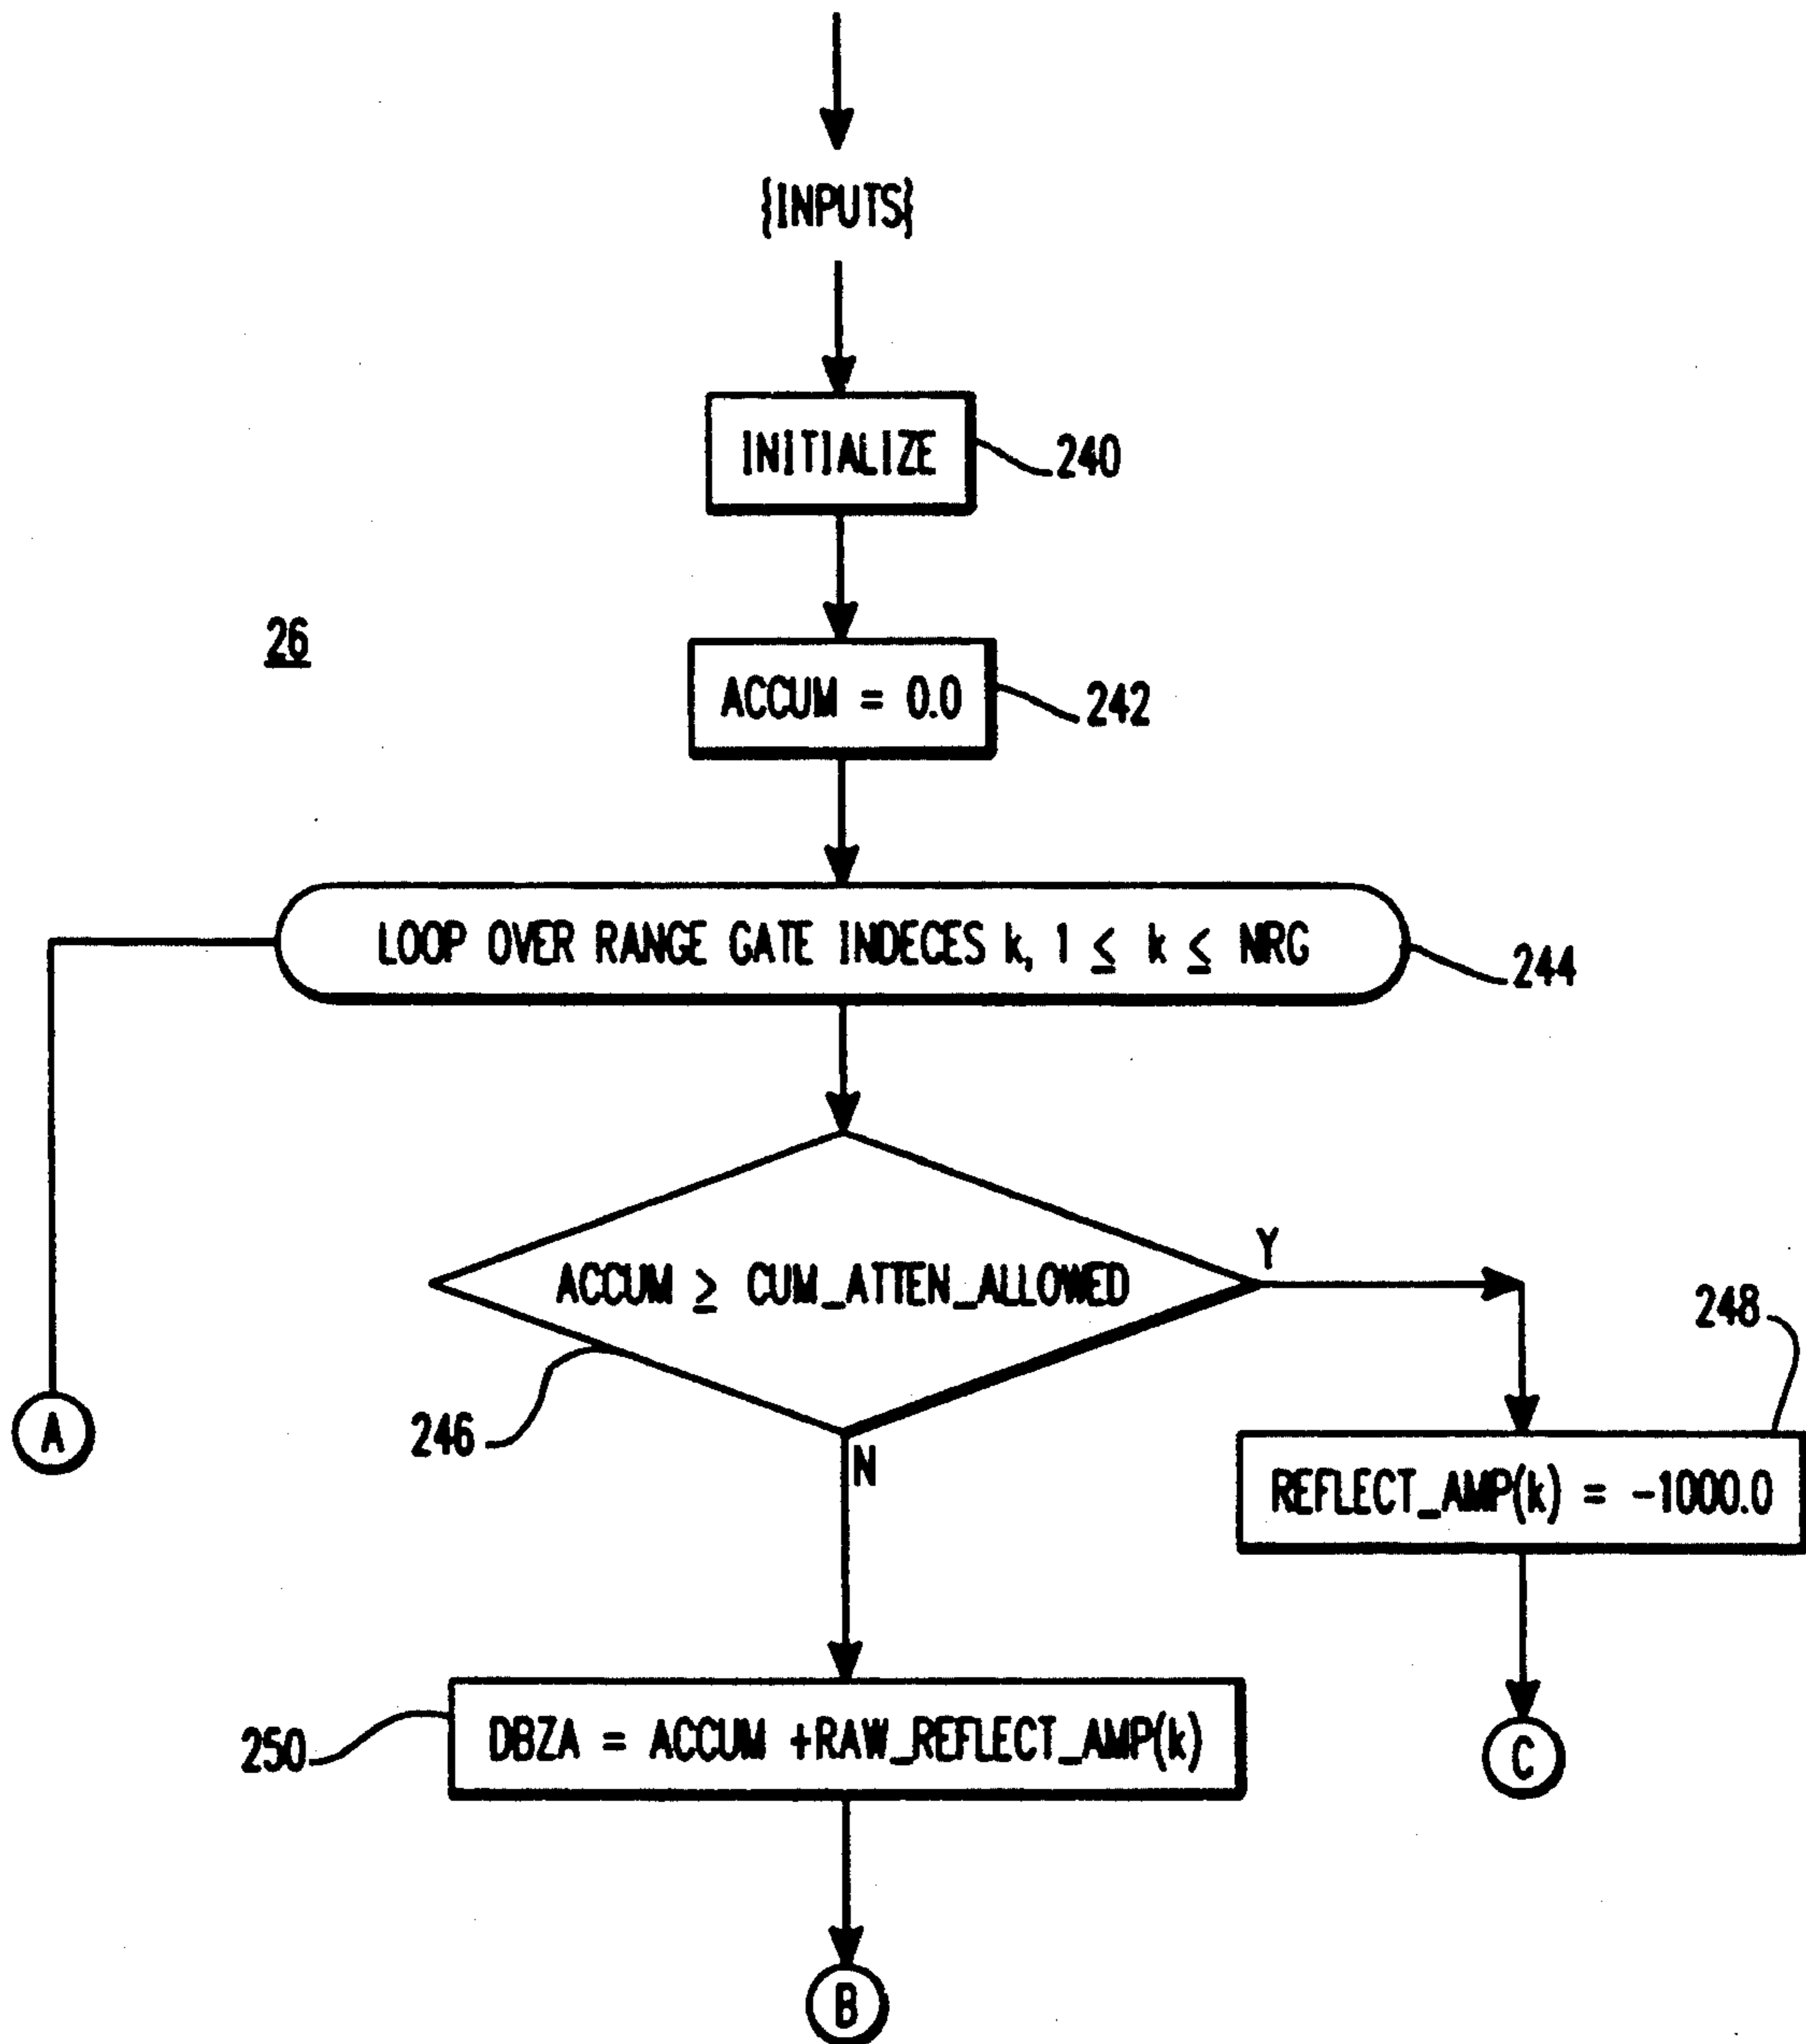 {INPUTS}
INITIALIZE
240
26
ACCUM = 0.0
242
LOOP OVER RANGE GATE INDECES k, 1 ≤ k ≤ NRG
244
ACCUM ≥ CUM_ATTEN_ALLOWED
Y
248
246
A
N
REFLECT_AMP(k) = -1000.0
250
DBZA = ACCUM +RAW_REFLECT_AMP(k)
C
B